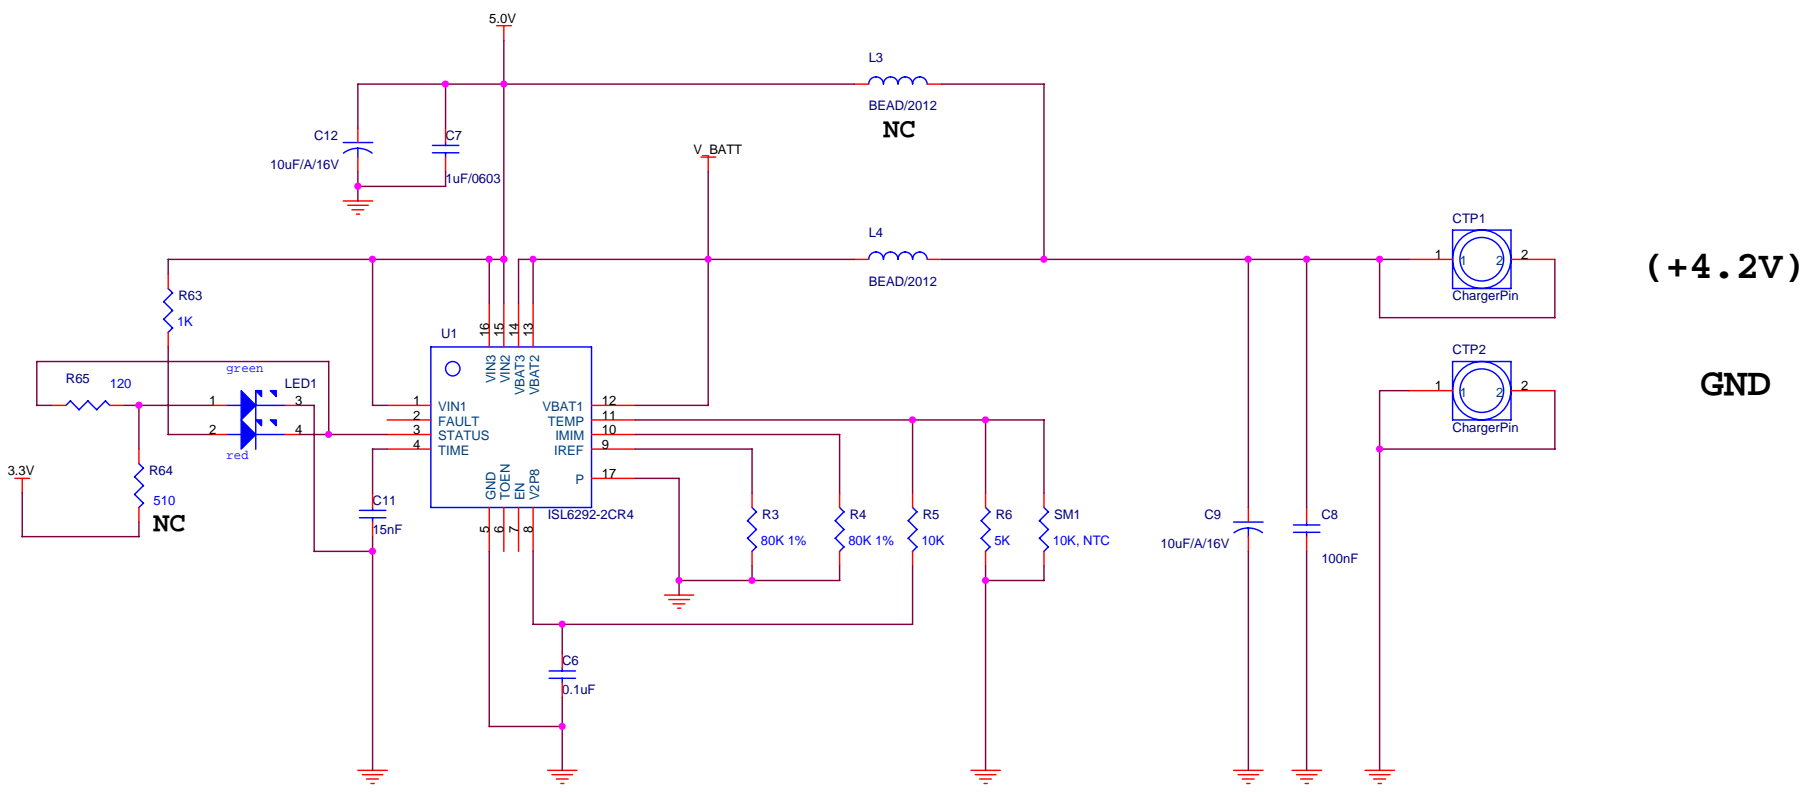 5.0V
L3
BEAD/2012
NC
C12
10uF/A/16V
C7
1uF/0603
V_BATT
L4
BEAD/2012
CTP1
1
1
2
2
ChargerPin
(+4.2V)
R63
1K
U1
16
15
14
13
VIN3
VIN2
VBAT3
VBAT2
green
R65
120
LED1
1
3
2
4
red
CTP2
1
1
2
2
ChargerPin
GND
1
VIN1
2
FAULT
3
STATUS
4
TIME
VBAT1
12
TEMP
11
IMIM
10
IREF
9
P
17
GND
TOEN
EN
V2P8
5
6
7
8
ISL6292-2CR4
3.3V
R64
510
NC
C11
15nF
R3
80K 1%
R4
80K 1%
R5
10K
R6
5K
SM1
10K, NTC
C9
10uF/A/16V
C8
100nF
C6
0.1uF